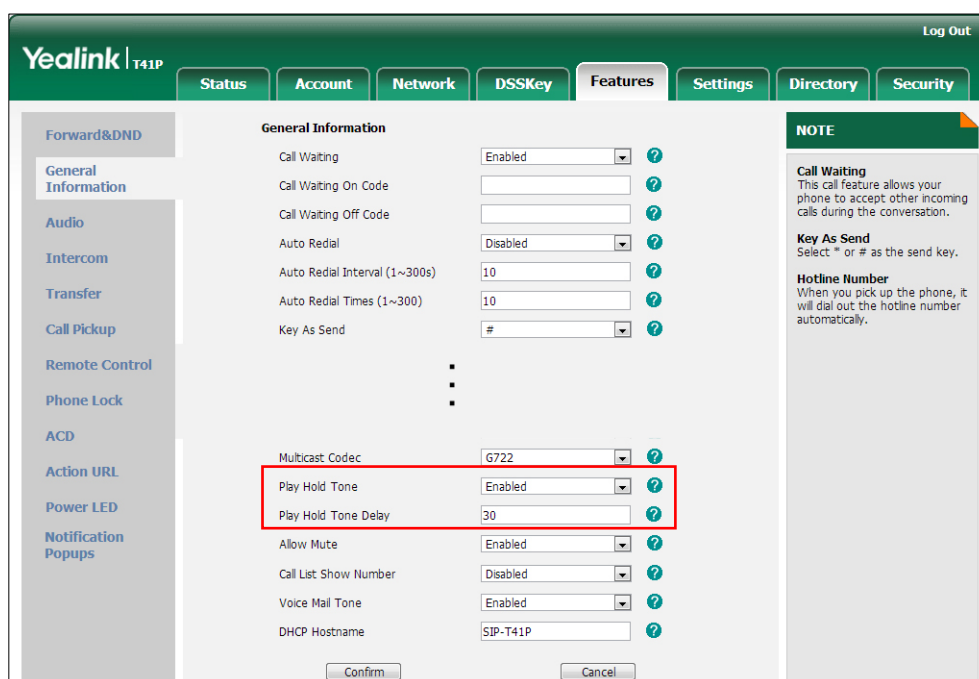 Log Out
Yealink | T41P
Status Account Network DSSKey Features Settings Directory Security
Forward&DND
General
Information
Audio
Intercom
Transfer
Call Pickup
Remote Control
Phone Lock
ACD
Action URL
Power LED
Notification
Popups
General Information
Call Waiting Enabled ?
Call Waiting On Code ?
Call Waiting Off Code ?
Auto Redial Disabled ?
Auto Redial Interval (1~300s) 10 ?
Auto Redial Times (1~300) 10 ?
Key As Send # ?
Multicast Codec G722 ?
Play Hold Tone Enabled ?
Play Hold Tone Delay 30 ?
Allow Mute Enabled ?
Call List Show Number Disabled ?
Voice Mail Tone Enabled ?
DHCP Hostname SIP-T41P ?
Confirm Cancel
NOTE
Call Waiting
This call feature allows your
phone to accept other incoming
calls during the conversation.
Key As Send
Select * or # as the send key.
Hotline Number
When you pick up the phone, it
will dial out the hotline number
automatically.